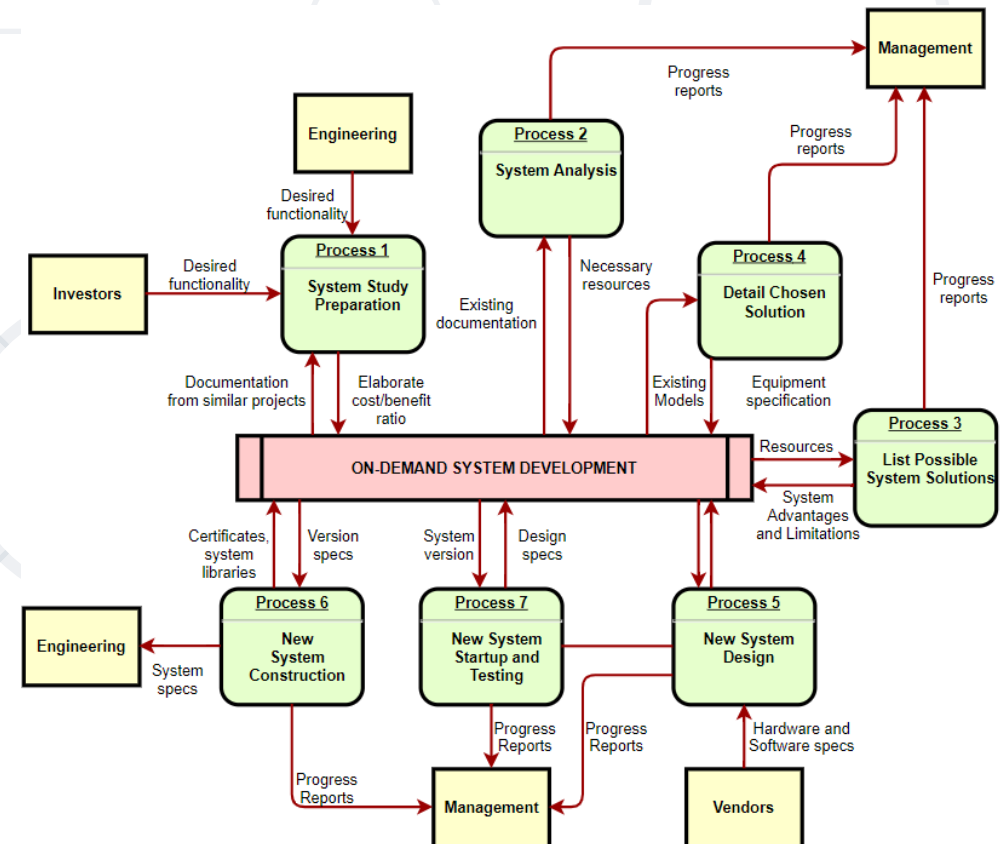 Management
Progress
reports
Engineering
Process 2
System Analysis
Progress
reports
Desired
functionality
Process 1
System Study
Preparation
Investors
Desired
functionality
Process 4
Detail Chosen
Solution
Necessary
resources
Existing
documentation
Progress
reports
Documentation
from similar projects
Elaborate
cost/benefit
ratio
Existing
Models
Equipment
specification
Process 3
List Possible
System Solutions
Resources
ON-DEMAND SYSTEM DEVELOPMENT
System
Advantages
and Limitations
Certificates,
system
libraries
Version
specs
System
version
Design
specs
Process 6
New
System
Construction
Process 7
New System
Startup and
Testing
Process 5
New System
Design
Engineering
System
specs
Progress
Reports
Progress
Reports
Hardware and
Software specs
Progress
Reports
Management
Vendors